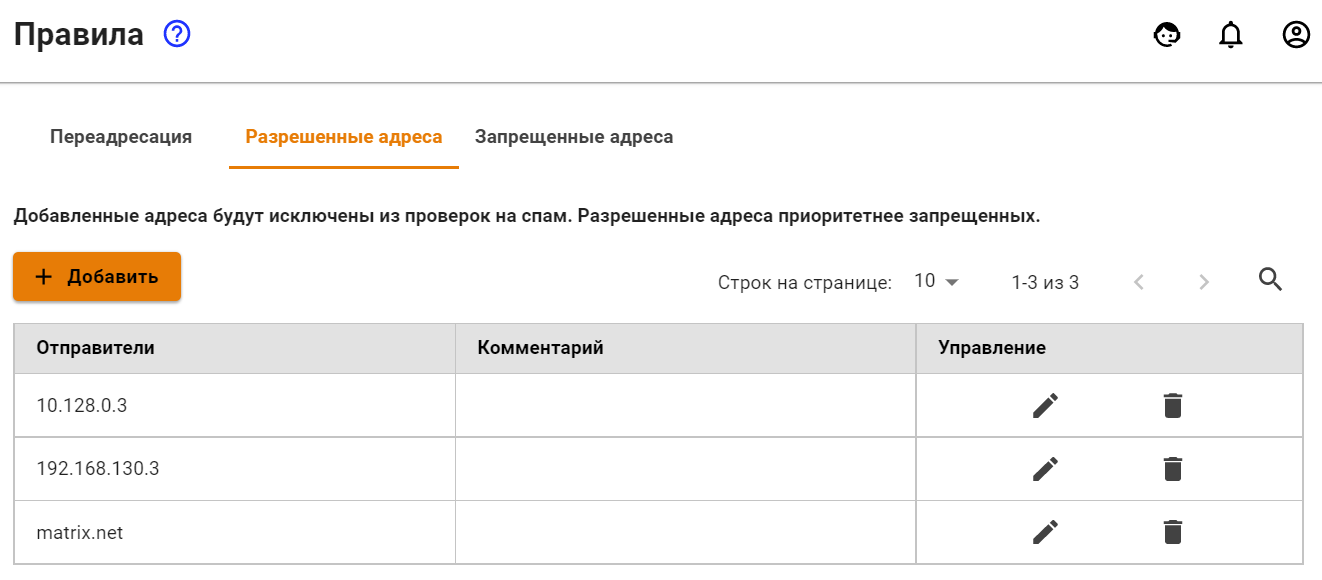 Правила
Переадресация Разрешенные адреса Запрещенные адреса
Добавленные адреса будут исключены из проверок на спам. Разрешенные адреса приоритетнее запрещенных.
Добавить Строк на странице: 10 1-3 из 3
Отправители Комментарий Управление
10.128.0.3
192.168.130.3
matrix.net